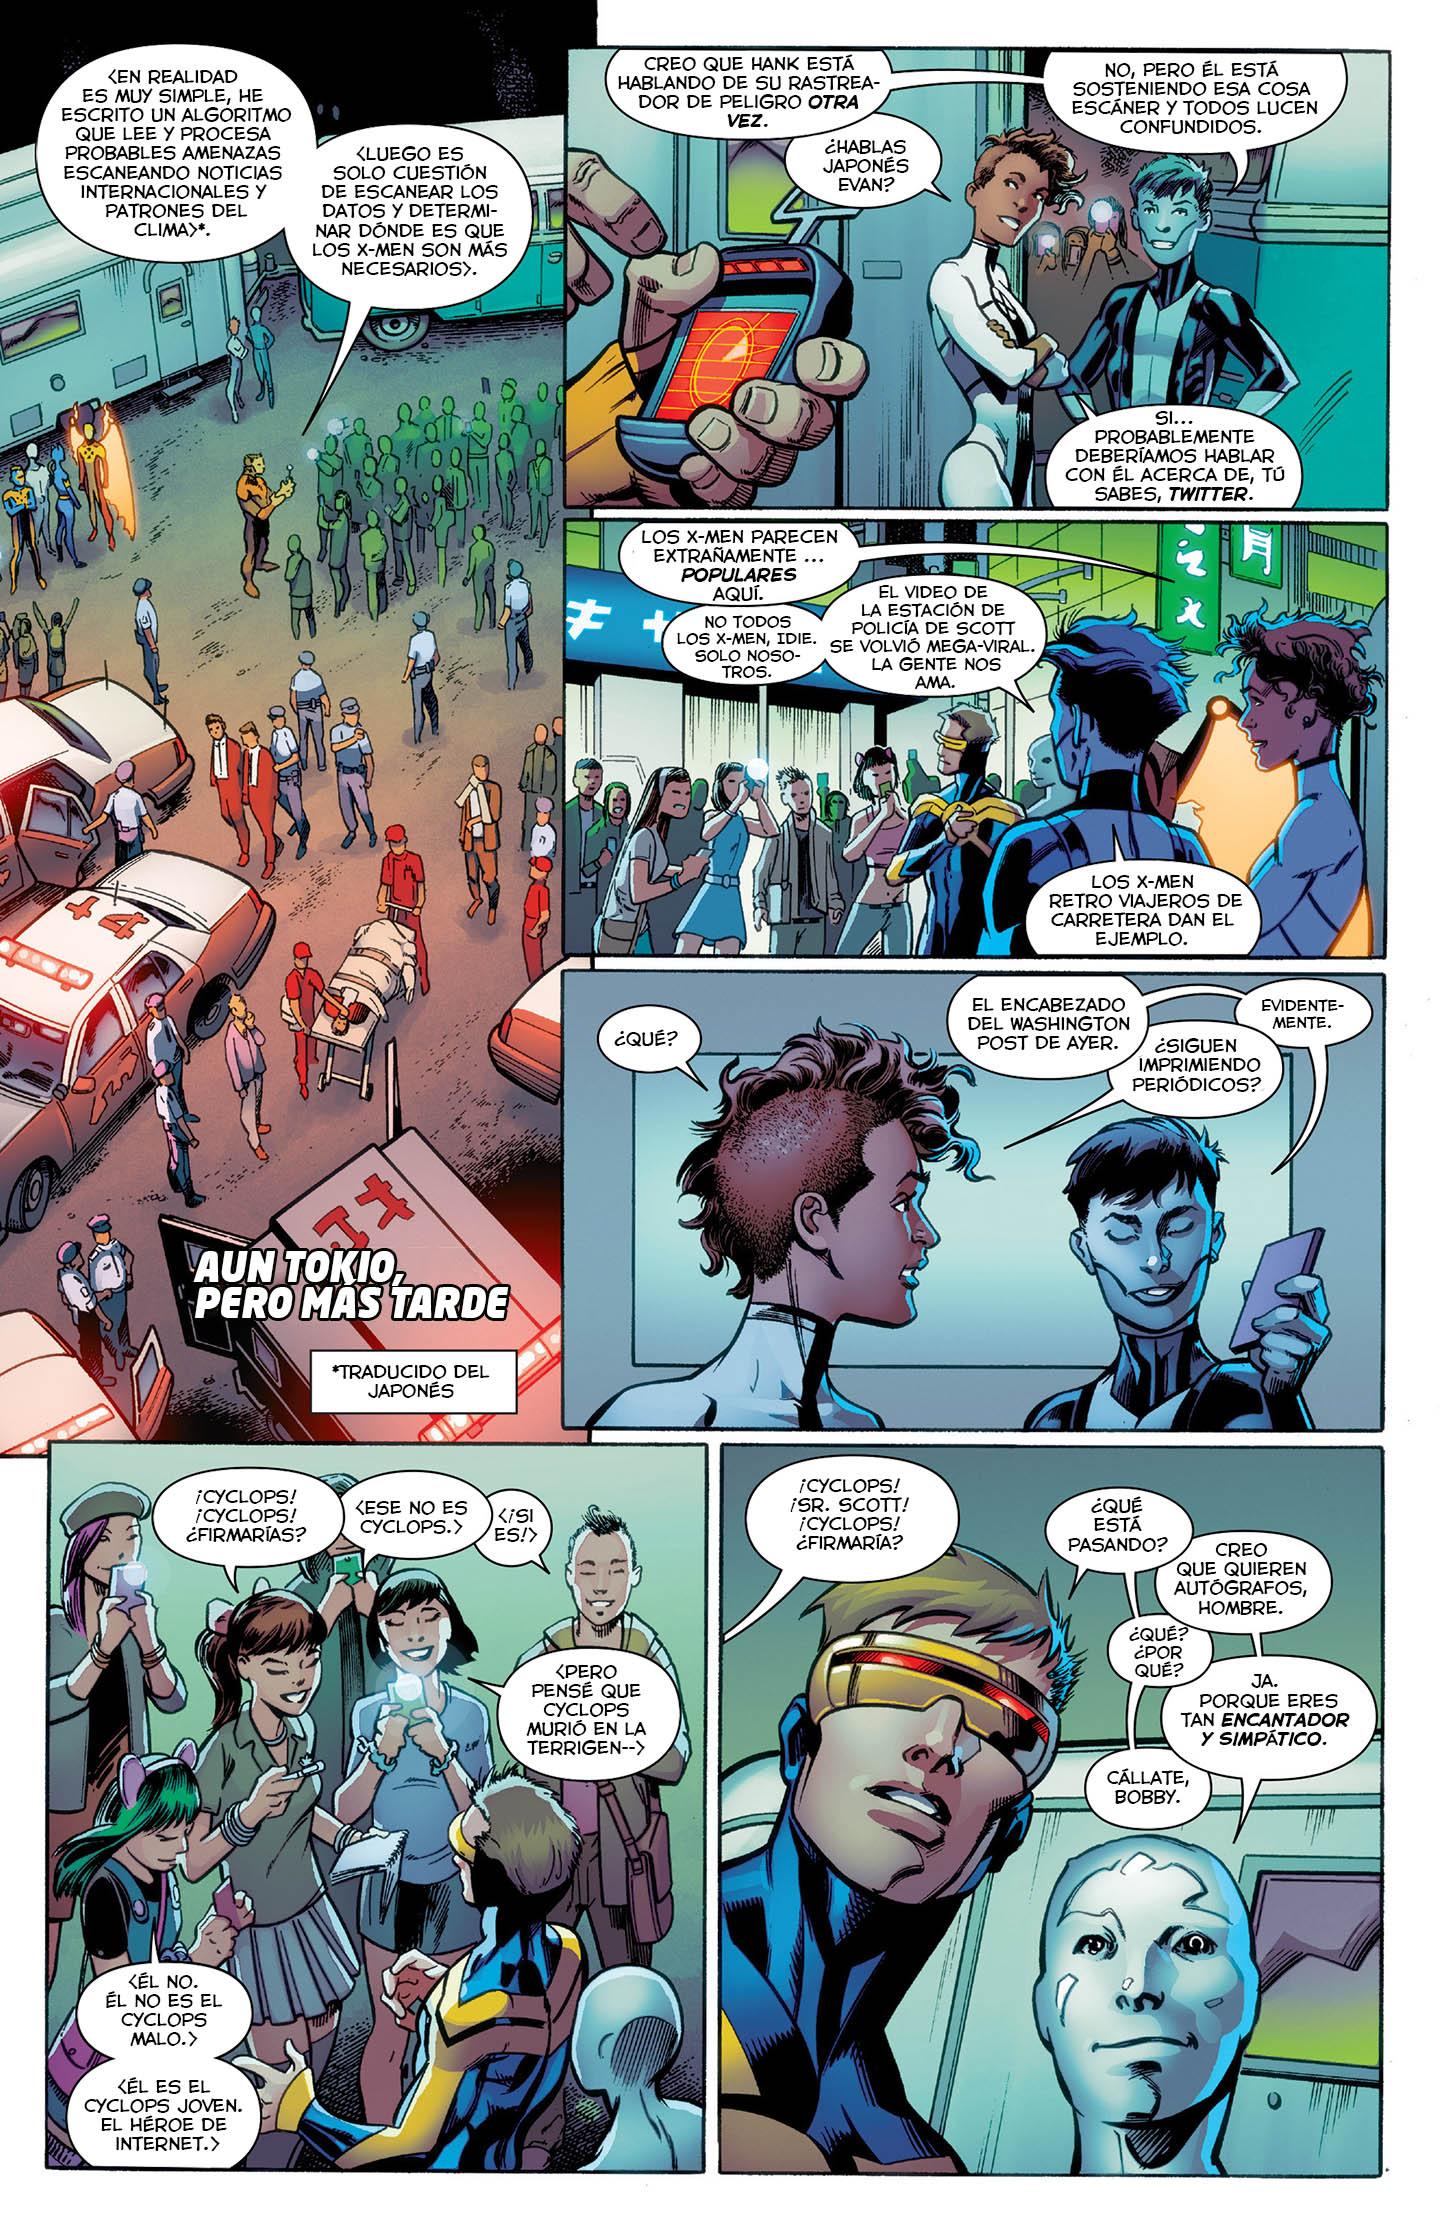 <EN REALIDAD
ES MUY SIMPLE, HE
ESCRITO UN ALGORITMO
QUE LEE Y PROCESA
PROBABLES AMENAZAS
ESCANEANDO NOTICIAS
INTERNACIONALES Y
PATRONES DEL
CLIMA>*.
<LUEGO ES
SOLO CUESTIÓN
DE ESCANEAR LOS
DATOS Y DETERMI-
NAR DÓNDE ES QUE
LOS X-MEN SON MÁS
NECESARIOS>.
AUN TOKIO,
PERO MAS TARDE
*TRADUCIDO DEL
JAPONÉS
CREO QUE HANK ESTÁ
HABLANDO DE SU RASTREA-
DOR DE PELIGRO OTRA
VEZ.
¿HABLAS
JAPONÉS
EVAN?
NO, PERO ÉL ESTÁ
SOSTENIENDO ESA COSA
ESCÁNER Y TODOS LUCEN
CONFUNDIDOS.
SI...
PROBABLEMENTE
DEBERÍAMOS HABLAR
CON ÉL ACERCA DE, TÚ
SABES, TWITTER.
LOS X-MEN PARECEN
EXTRAÑAMENTE ...
POPULARES
AQUÍ.
NO TODOS
LOS X-MEN, IDIE.
SOLO NOSO-
TROS.
EL VIDEO DE
LA ESTACIÓN DE
POLICÍA DE SCOTT
SE VOLVIÓ MEGA-VIRAL.
LA GENTE NOS
AMA.
LOS X-MEN
RETRO VIAJEROS DE
CARRETERA DAN EL
EJEMPLO.
¿QUÉ?
EL ENCABEZADO
DEL WASHINGTON
POST DE AYER.
¿SIGUEN
IMPRIMIENDO
PERIÓDICOS?
EVIDENTE-
MENTE.
¡CYCLOPS!
¡CYCLOPS!
¿FIRMARÍAS?
<ESE NO ES
CYCLOPS.>
<¡SI
ES!>
<PERO
PENSÉ QUE
CYCLOPS
MURIÓ EN LA
TERRIGEN-->
<ÉL NO.
ÉL NO ES EL
CYCLOPS
MALO.>
<ÉL ES EL
CYCLOPS JOVEN.
EL HÉROE DE
INTERNET.>
¡CYCLOPS!
¡SR. SCOTT!
¡CYCLOPS!
¿FIRMARÍA?
¿QUÉ
ESTÁ
PASANDO?
CREO
QUE QUIEREN
AUTÓGRAFOS,
HOMBRE.
¿QUÉ?
¿POR
QUÉ?
JA.
PORQUE ERES
TAN ENCANTADOR
Y SIMPÁTICO.
CÁLLATE,
BOBBY.